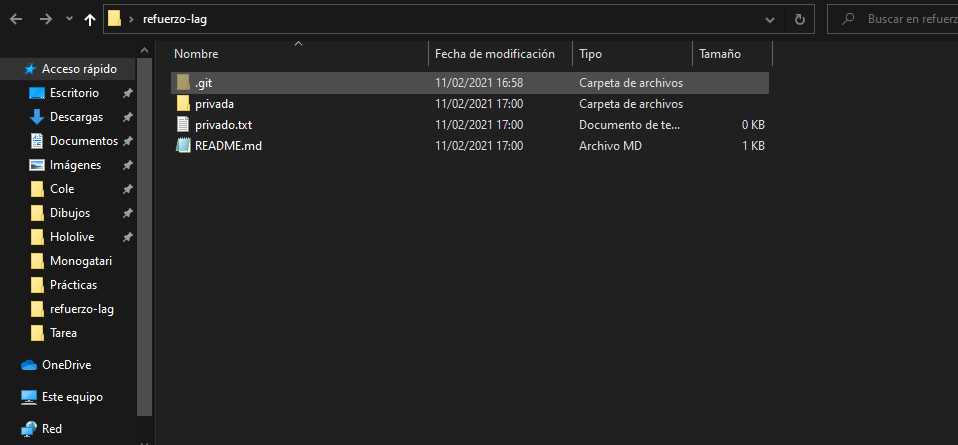 refuerzo-lag
Buscar en refuerz
Nombre Fecha de modificación Tipo Tamaño
Acceso rápido
Escritorio
Descargas
Documentos
Imágenes
Cole
Dibujos
Hololive
Monogatari
Prácticas
refuerzo-lag
Tarea
OneDrive
Este equipo
Red
.git 11/02/2021 16:58 Carpeta de archivos
privada 11/02/2021 17:00 Carpeta de archivos
privado.txt 11/02/2021 17:00 Documento de te... 0 KB
README.md 11/02/2021 17:00 Archivo MD 1 KB